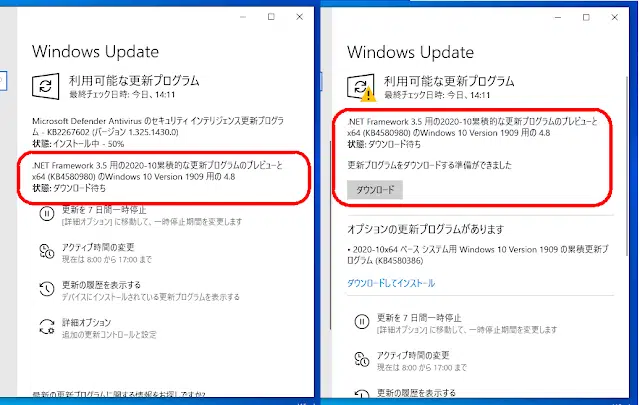 Windows Update
利用可能な更新プログラム
最終チェック日時: 今日、14:11
Microsoft Defender Antivirus のセキュリティ インテリジェンス更新プログラ
ム - KB2267602 (バージョン 1.325.1430.0)
状態: インストール中 - 50%
.NET Framework 3.5 用の2020-10累積的な更新プログラムのプレビューと
x64 (KB4580980) のWindows 10 Version 1909 用の 4.8
状態: ダウンロード待ち
更新を 7 日間一時停止
[詳細オプション] に移動して、一時停止期間を変更します
アクティブ時間の変更
現在は 8:00 から 17:00 まで
更新の履歴を表示する
デバイスにインストールされている更新プログラムを表示する
詳細オプション
追加の更新コントロールと設定
最新の更新プログラムに関する情報をお探しですか?
Windows Update
利用可能な更新プログラム
最終チェック日時: 今日、14:11
.NET Framework 3.5 用の2020-10累積的な更新プログラムのプレビューと
x64 (KB4580980) のWindows 10 Version 1909 用の 4.8
状態: ダウンロード待ち
更新プログラムをダウンロードする準備ができました
ダウンロード
オプションの更新プログラムがあります
• 2020-10x64 ベース システム用 Windows 10 Version 1909 の累積更新プ
ログラム (KB4580386)
ダウンロードしてインストール
更新を 7 日間一時停止
[詳細オプション] に移動して、一時停止期間を変更します
アクティブ時間の変更
現在は 8:00 から 17:00 まで
更新の履歴を表示する